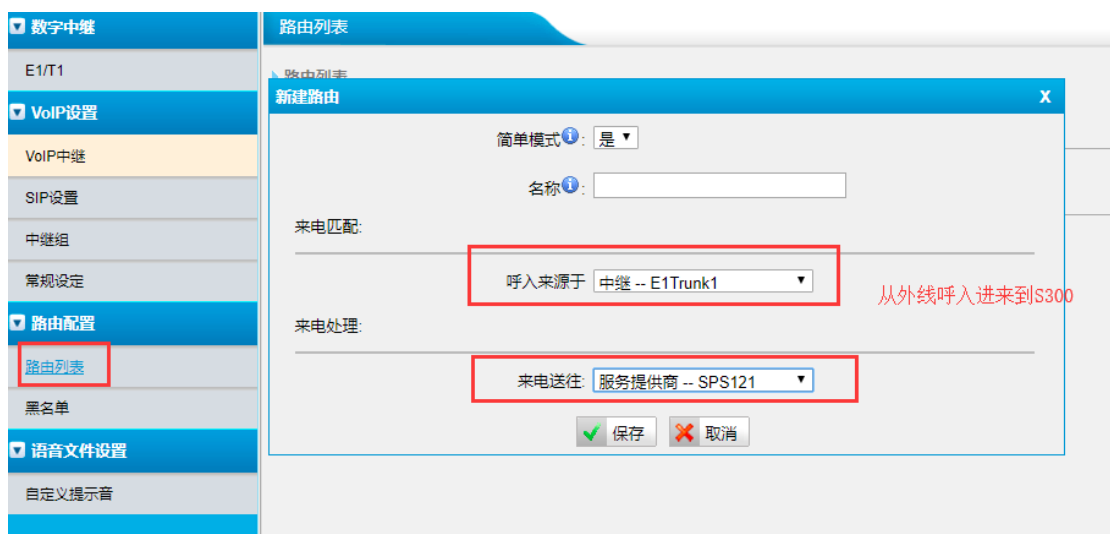 数字中继
E1/T1
VoIP设置
VoIP中继
SIP设置
中继组
常规设定
路由配置
路由列表
黑名单
语音文件设置
自定义提示音
路由列表
路由列表
新建路由 X
简单模式: 是
名称:
来电匹配:
呼入来源于 中继 -- E1Trunk1
从外线呼入进来到S300
来电处理:
来电送往: 服务提供商 -- SPS121
保存 取消